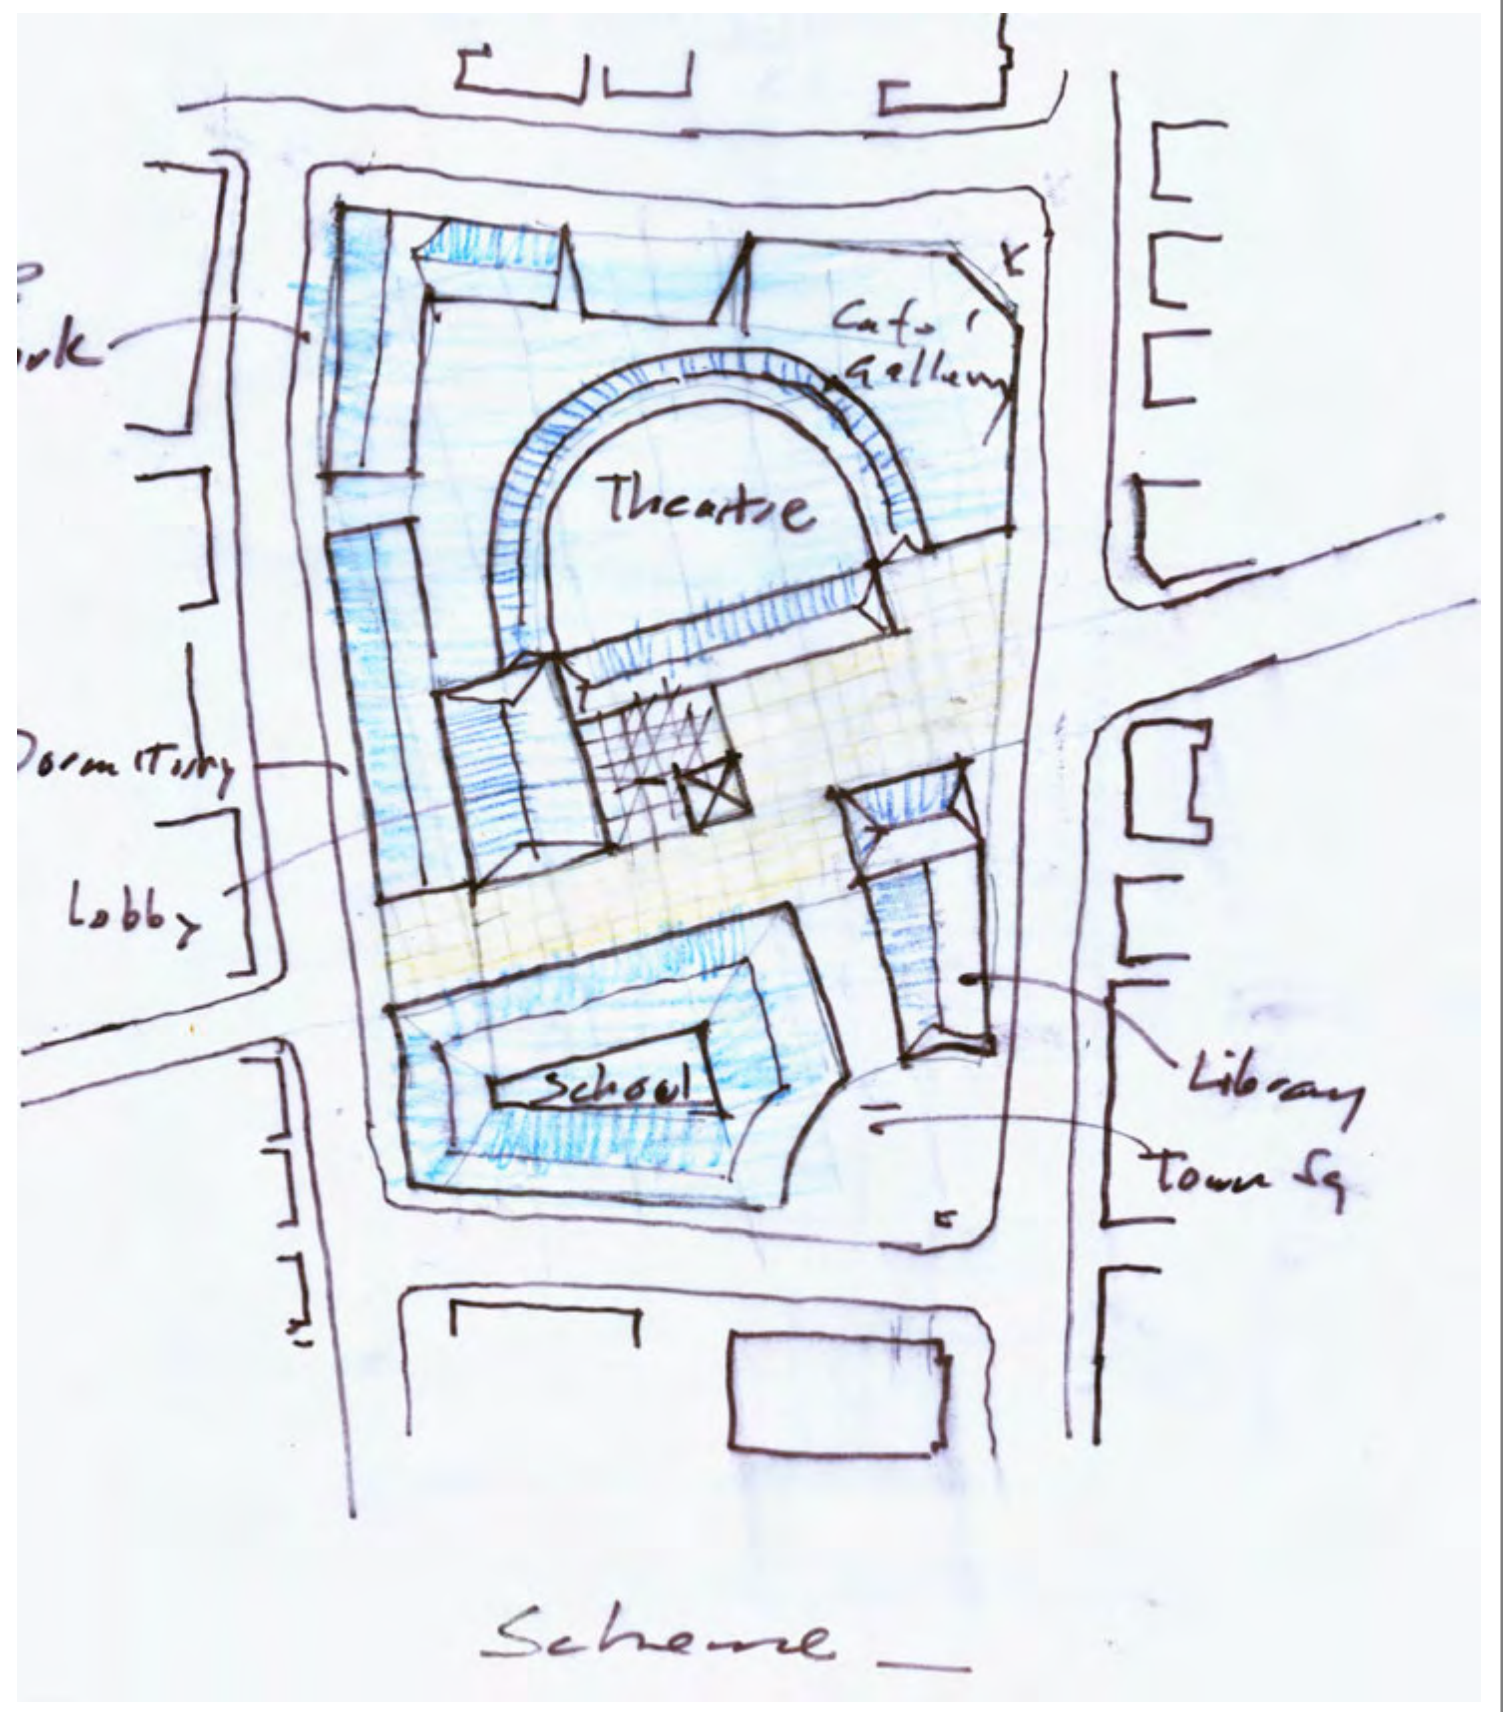 Cafe /
Gallery
Theatre
Dormitory
Lobby
School
Library
Town Sq
Scheme _